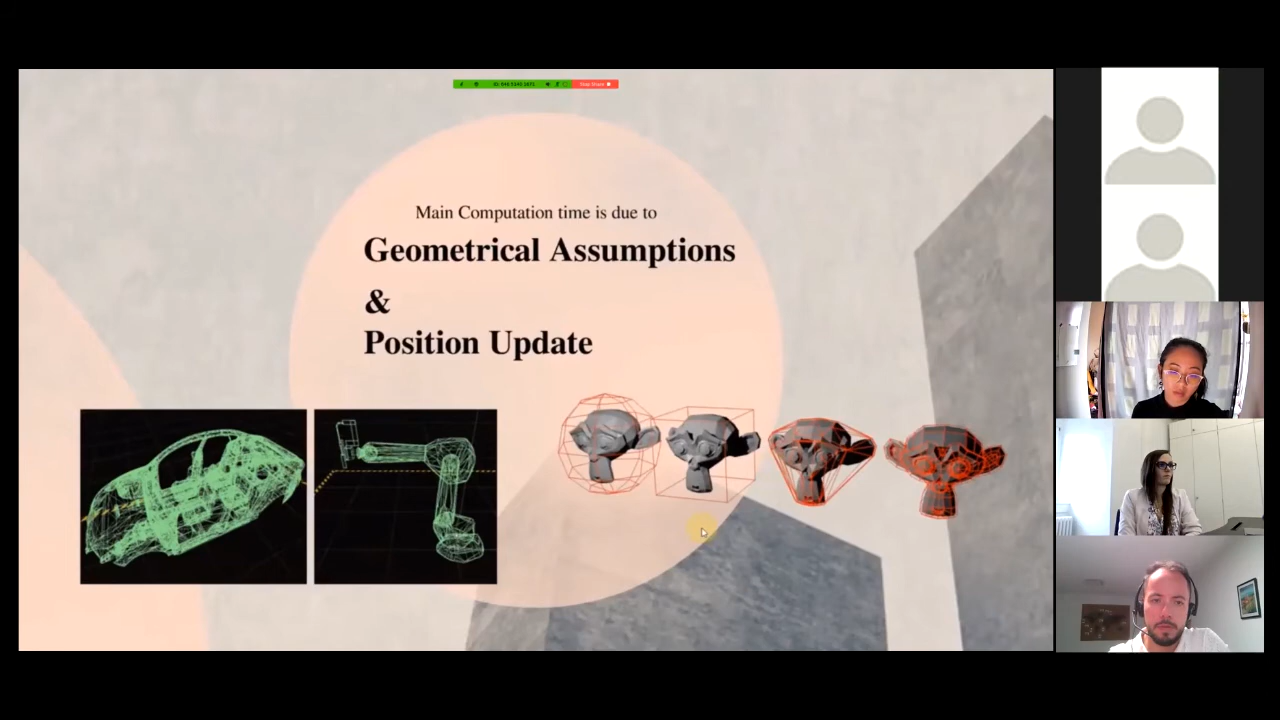 Main Computation time is due to
Geometrical Assumptions
&
Position Update